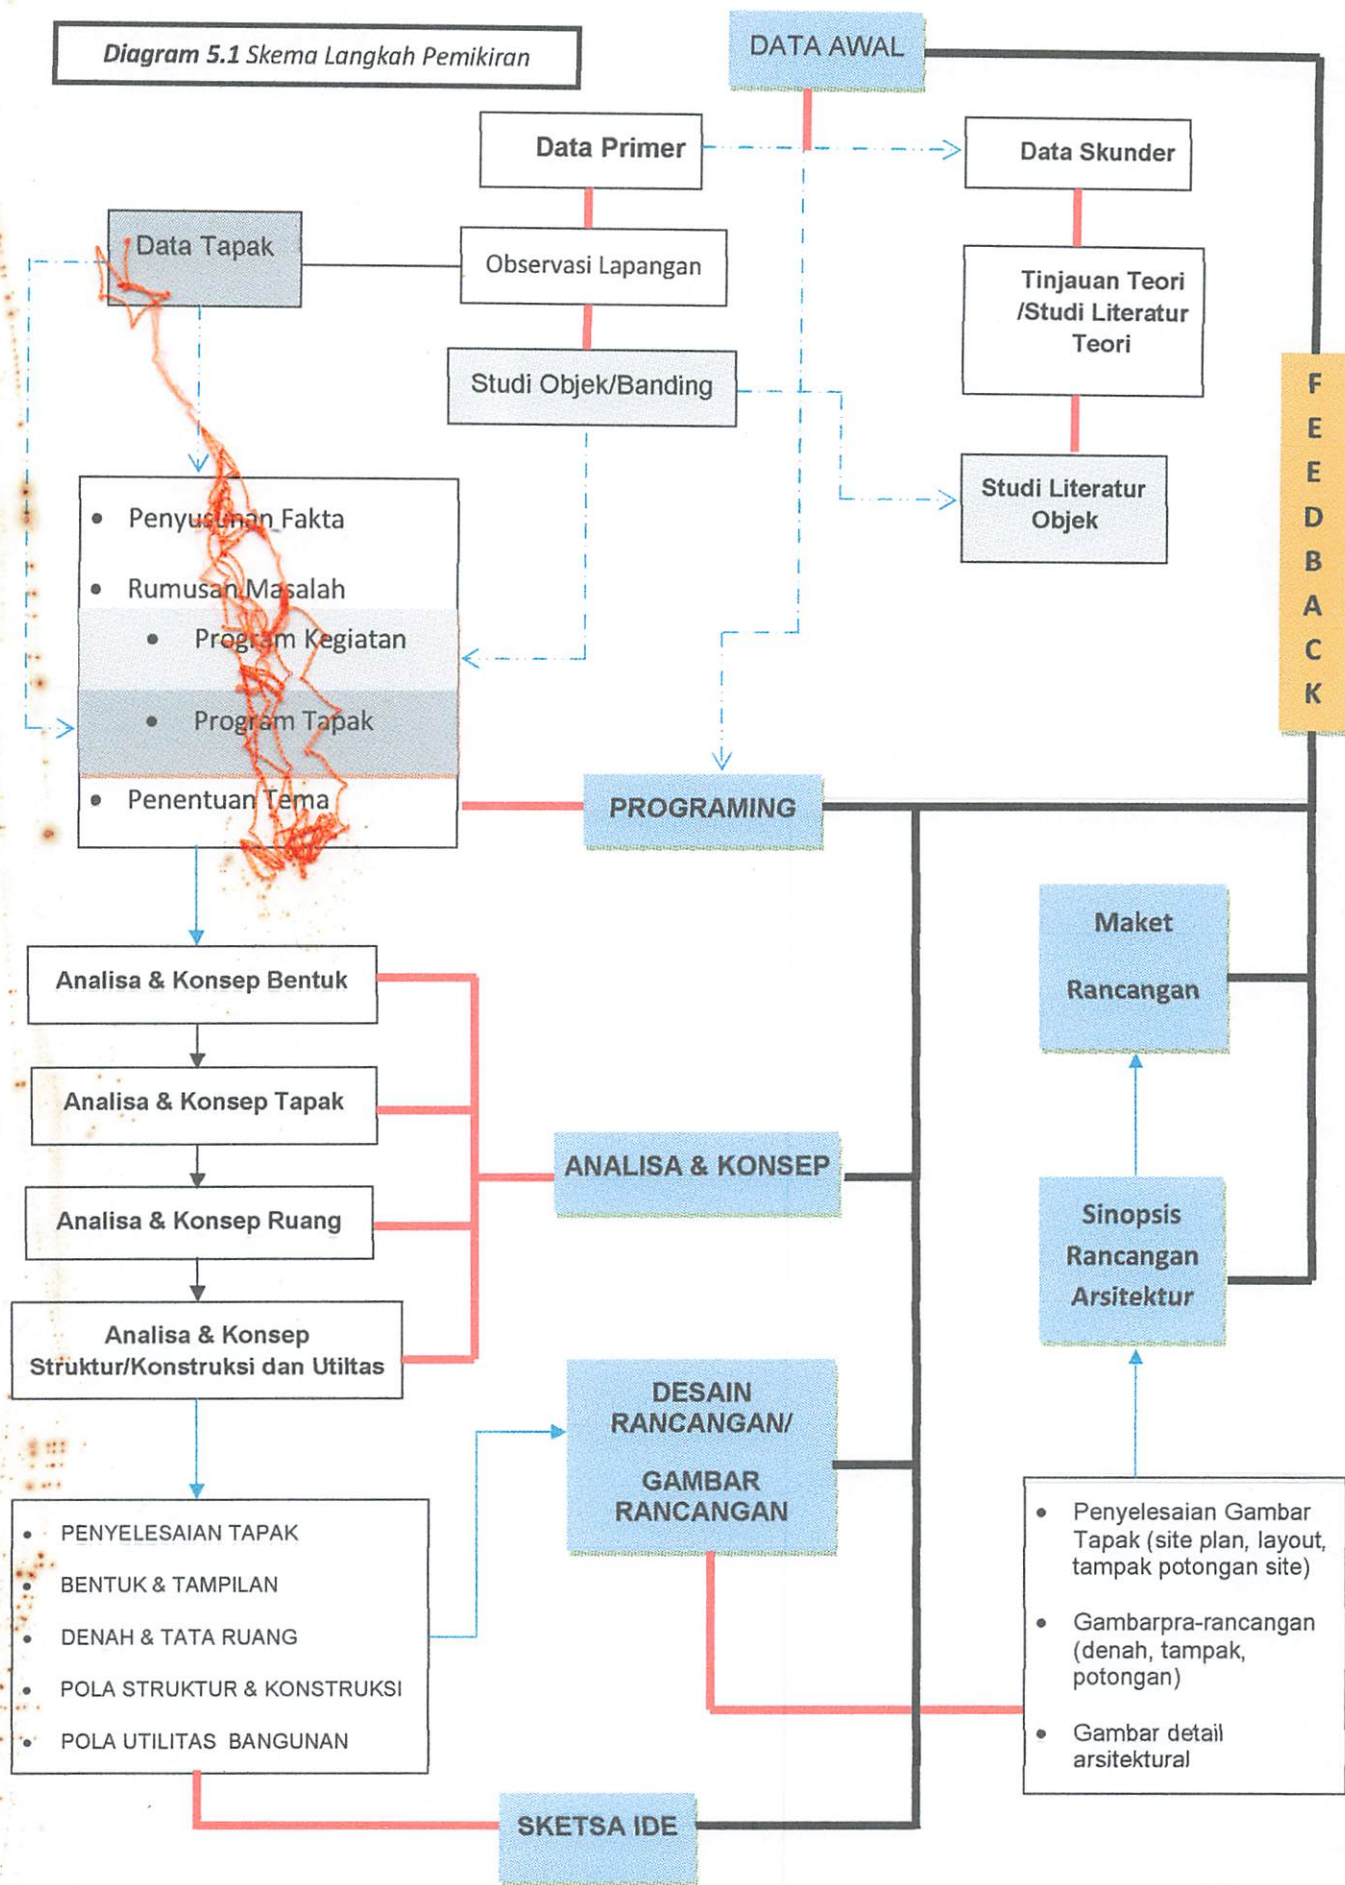 Diagram 5.1 Skema Langkah Pemikiran
DATA AWAL
Data Primer
Data Skunder
Data Tapak
Observasi Lapangan
Tinjauan Teori
/Studi Literatur
Teori
Studi Objek/Banding
Studi Literatur
Objek
F
E
E
D
B
A
C
K
• Penyusunan Fakta
• Rumusan Masalah
• Program Kegiatan
• Program Tapak
• Penentuan Tema
PROGRAMING
Maket
Rancangan
Analisa & Konsep Bentuk
Analisa & Konsep Tapak
ANALISA & KONSEP
Analisa & Konsep Ruang
Sinopsis
Rancangan
Arsitektur
Analisa & Konsep
Struktur/Konstruksi dan Utiltas
DESAIN
RANCANGAN/
GAMBAR
RANCANGAN
• PENYELESAIAN TAPAK
• BENTUK & TAMPILAN
• DENAH & TATA RUANG
• POLA STRUKTUR & KONSTRUKSI
• POLA UTILITAS BANGUNAN
• Penyelesaian Gambar
Tapak (site plan, layout,
tampak potongan site)
• Gambarpra-rancangan
(denah, tampak,
potongan)
• Gambar detail
arsitektural
SKETSA IDE